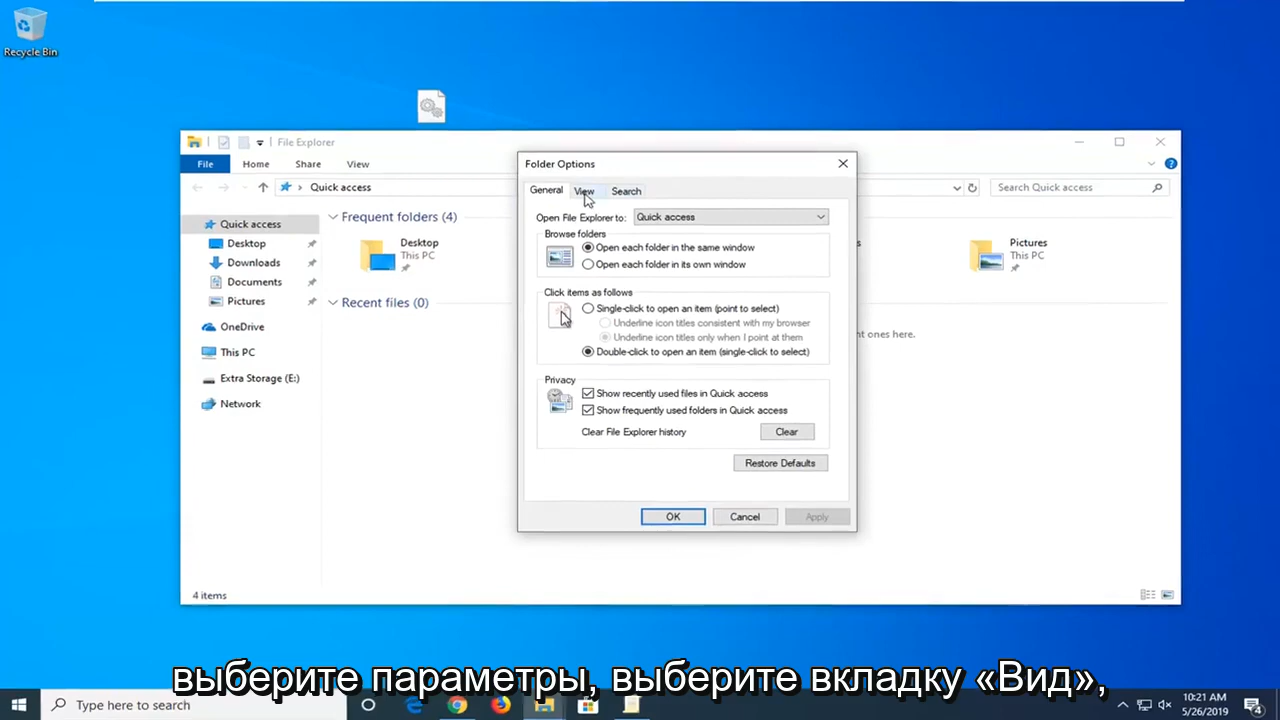 Recycle Bin
File Explorer
File Home Share View
Quick access
Search Quick access
Quick access
Desktop
Downloads
Documents
Pictures
OneDrive
This PC
Extra Storage (E:)
Network
Frequent folders (4)
Desktop
This PC
Pictures
This PC
Recent files (0)
ent ones here.
4 items
Folder Options
General View Search
Open File Explorer to: Quick access
Browse folders
Open each folder in the same window
Open each folder in its own window
Click items as follows
Single-click to open an item (point to select)
Underline icon titles consistent with my browser
Underline icon titles only when I point at them
Double-click to open an item (single-click to select)
Privacy
Show recently used files in Quick access
Show frequently used folders in Quick access
Clear File Explorer history Clear
Restore Defaults
OK Cancel Apply
выберите параметры, выберите вкладку «Вид»,
Type here to search
10:21 AM
5/26/2019
4